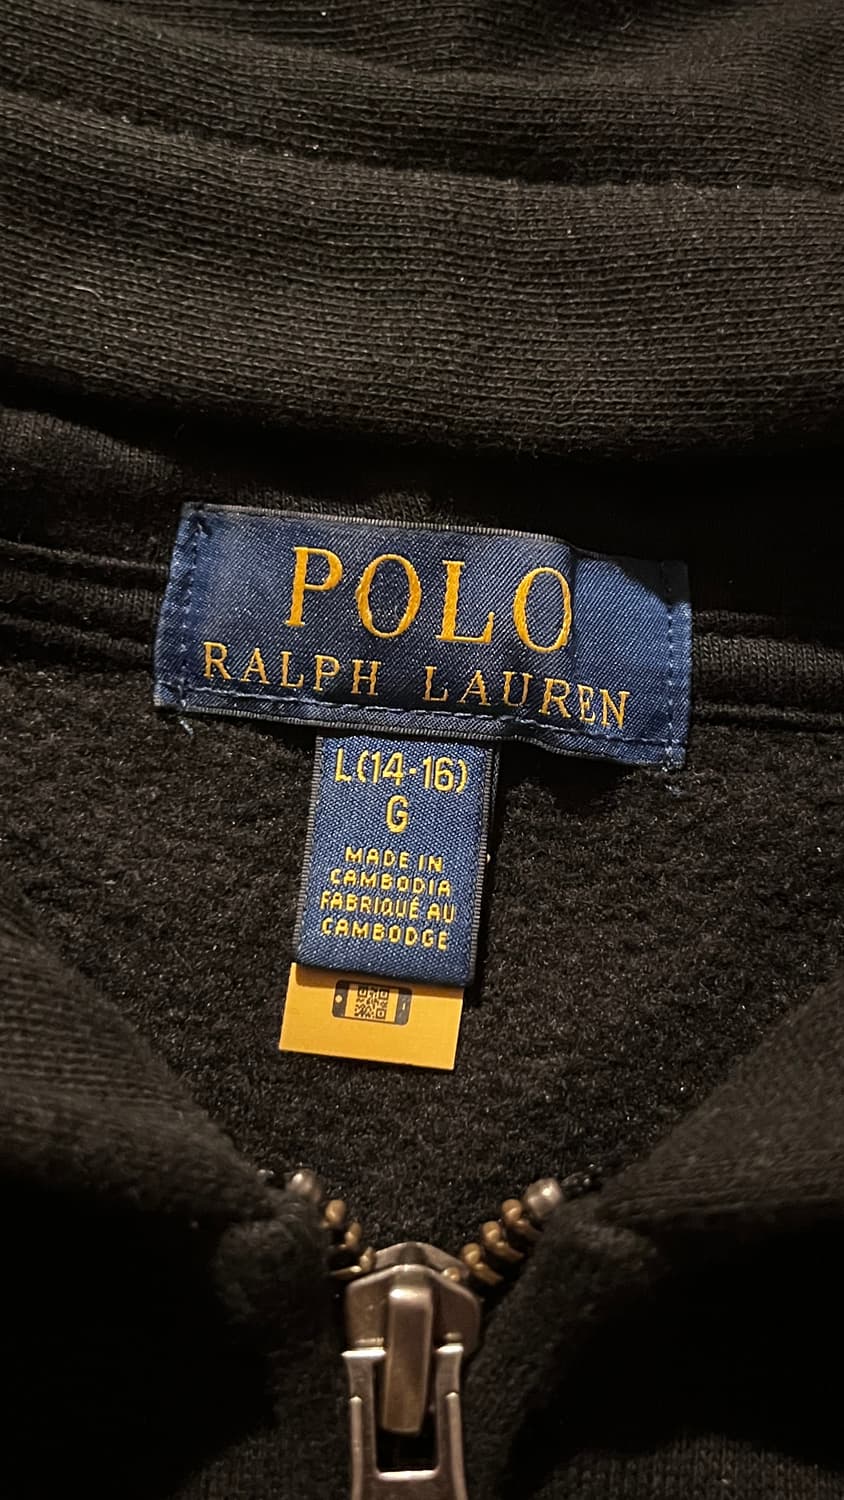 POLO
RALPH LAUREN
L(14-16)
G
MADE IN
CAMBODIA
FABRIQUÉ AU
CAMBODGE